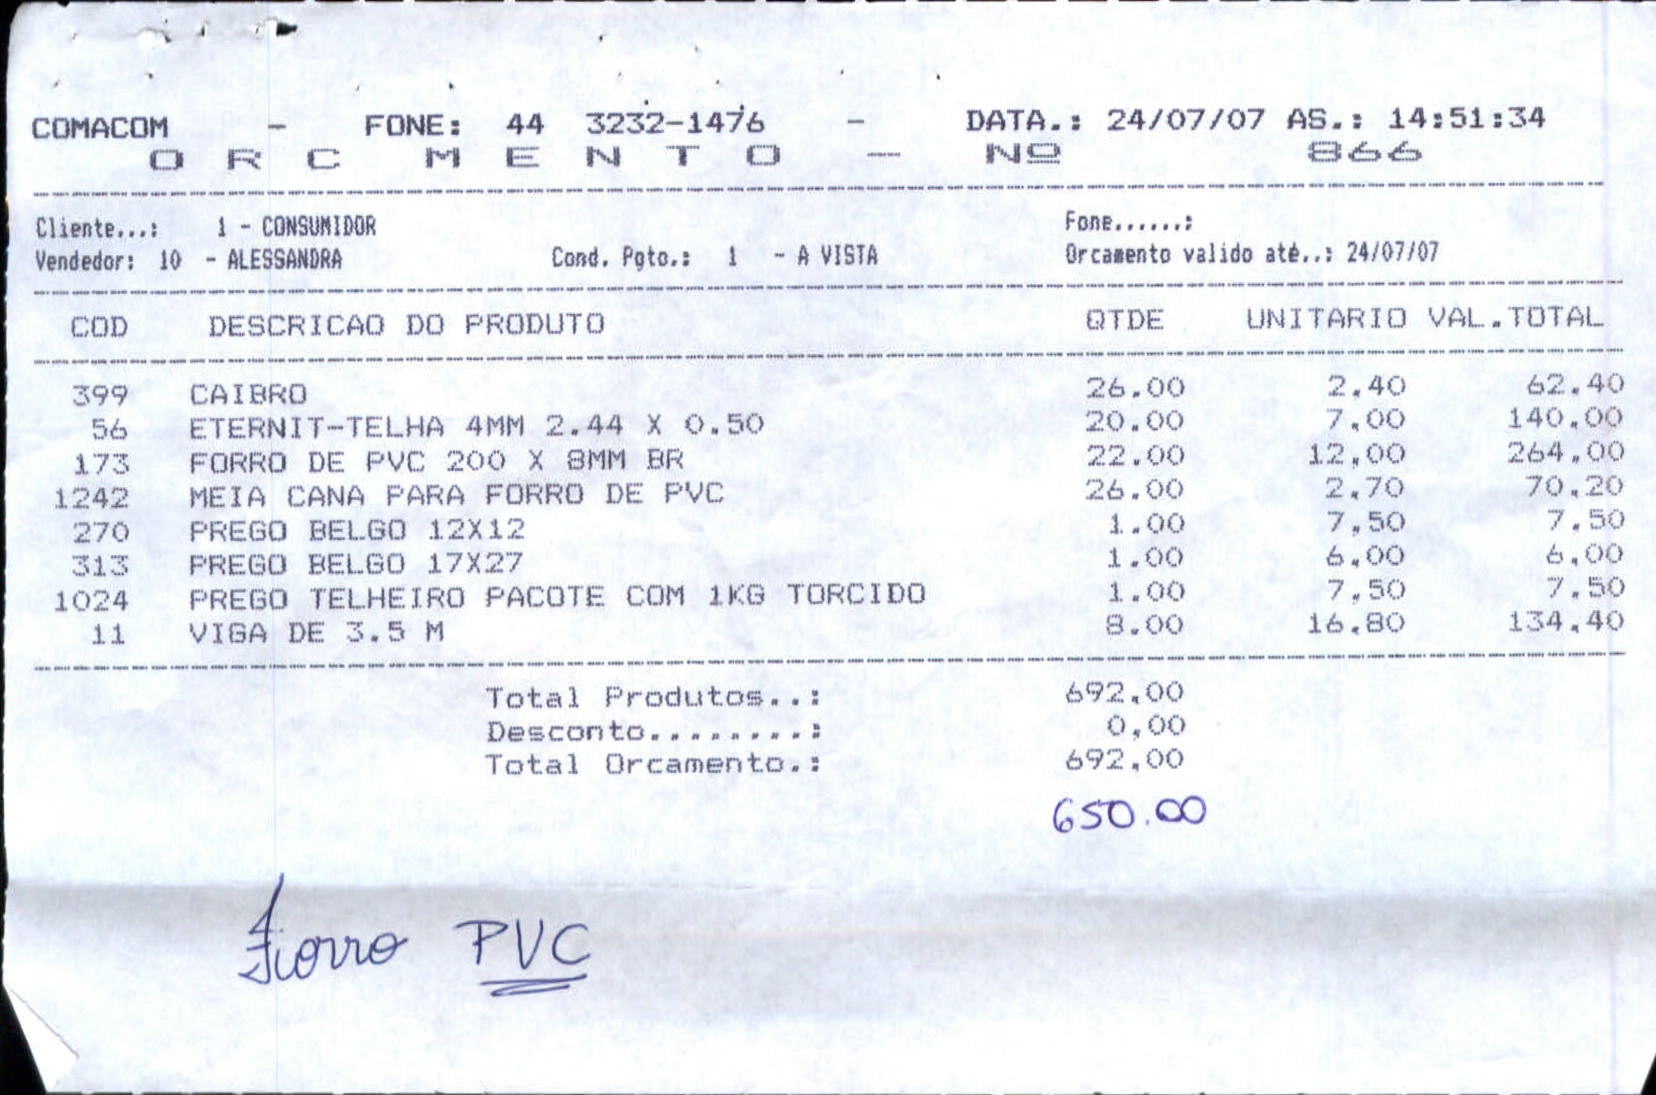 COMACOM - FONE: 44 3232-1476 - DATA.: 24/07/07 AS.: 14:51:34
O R C M E N T O - Nº 866
Cliente...: 1 - CONSUMIDOR Fone......:
Vendedor: 10 - ALESSANDRA Cond. Pgto.: 1 - A VISTA Orcamento valido até..: 24/07/07
COD DESCRICAO DO PRODUTO QTDE UNITARIO VAL.TOTAL
399 CAIBRO 26.00 2.40 62.40
56 ETERNIT-TELHA 4MM 2.44 X 0.50 20.00 7.00 140.00
173 FORRO DE PVC 200 X 8MM BR 22.00 12.00 264.00
1242 MEIA CANA PARA FORRO DE PVC 26.00 2.70 70.20
270 PREGO BELGO 12X12 1.00 7.50 7.50
313 PREGO BELGO 17X27 1.00 6.00 6.00
1024 PREGO TELHEIRO PACOTE COM 1KG TORCIDO 1.00 7.50 7.50
11 VIGA DE 3.5 M 8.00 16.80 134.40
Total Produtos..: 692.00
Desconto........: 0.00
Total Orcamento.: 692.00
650.00
Forro PVC